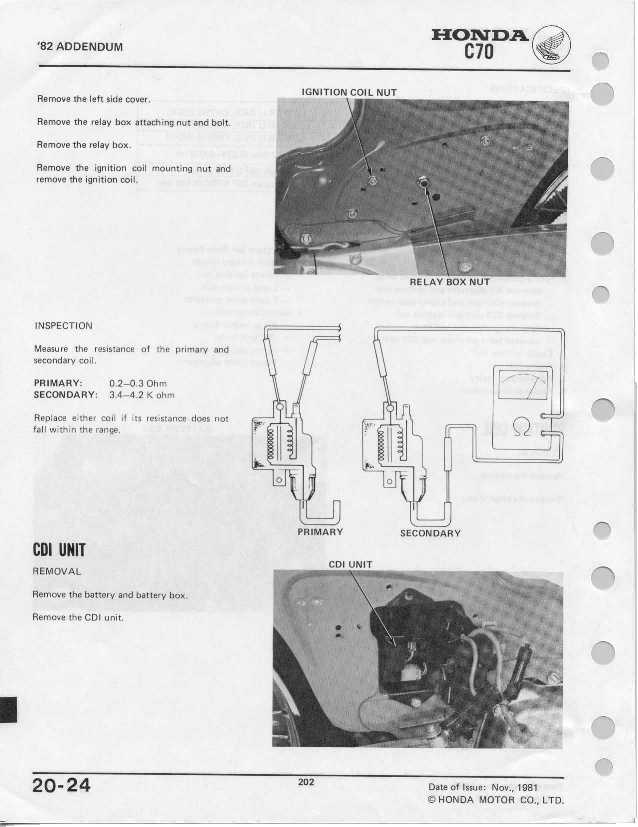 '82 ADDENDUM
HONDA
C70
Remove the left side cover.
Remove the relay box attaching nut and bolt.
Remove the relay box.
Remove the ignition coil mounting nut and
remove the ignition coil.
IGNITION COIL NUT
RELAY BOX NUT
INSPECTION
Measure the resistance of the primary and
secondary coil.
PRIMARY: 0.2–0.3 Ohm
SECONDARY: 3.4–4.2 K ohm
Replace either coil if its resistance does not
fall within the range.
Ω
PRIMARY
SECONDARY
CDI UNIT
REMOVAL
Remove the battery and battery box.
Remove the CDI unit.
CDI UNIT
20-24
202
Date of Issue: Nov., 1981
© HONDA MOTOR CO., LTD.